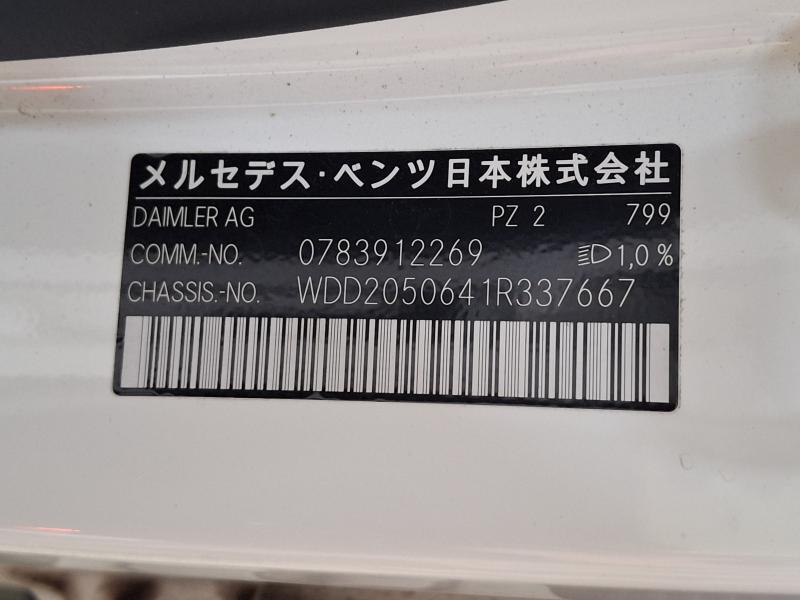 メルセデス・ベンツ日本株式会社
DAIMLER AG PZ 2 799
COMM.-NO. 0783912269 1,0 %
CHASSIS.-NO. WDD2050641R337667